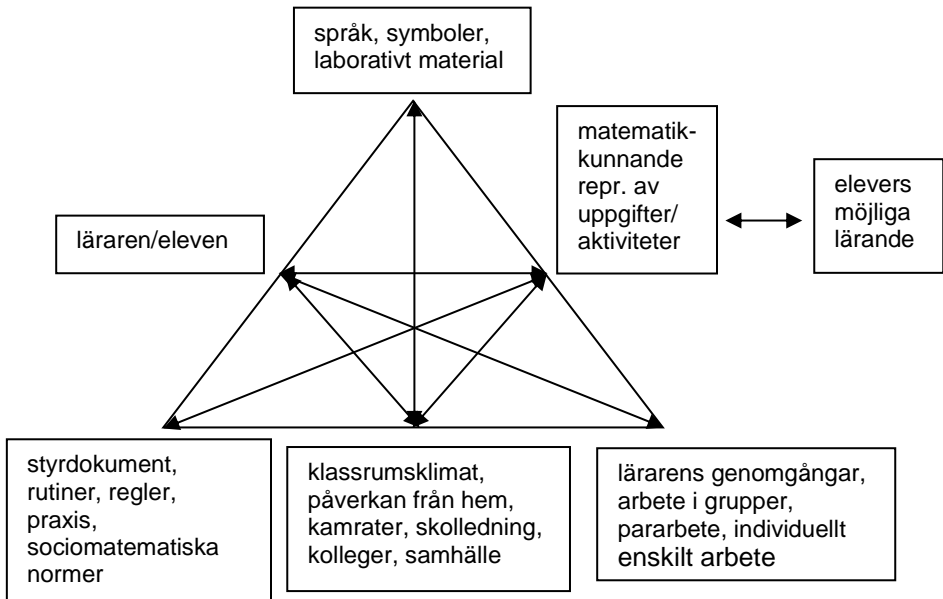 språk, symboler,
laborativt material
matematik-
kunnande
repr. av
uppgifter/
aktiviteter
elevers
möjliga
lärande
läraren/eleven
styrdokument,
rutiner, regler,
praxis,
sociomatematiska
normer
klassrumsklimat,
påverkan från hem,
kamrater, skolledning,
kolleger, samhälle
lärarens genomgångar,
arbete i grupper,
pararbete, individuellt
enskilt arbete